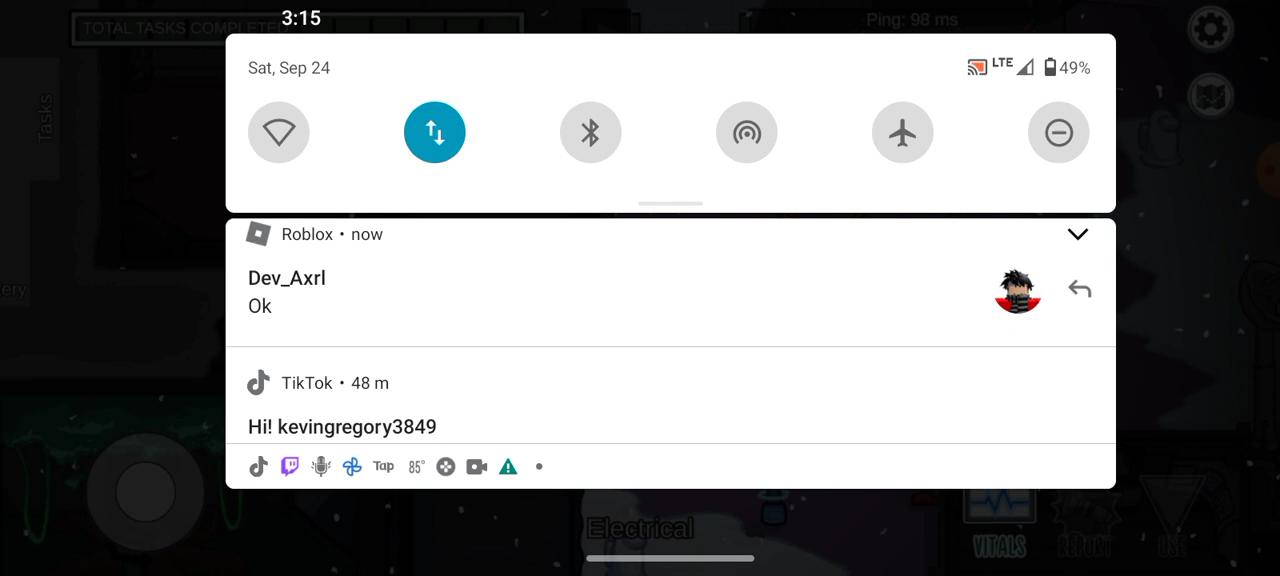 3:15
TOTAL TASKS COMPLETED
Ping: 98 ms
Sat, Sep 24
LTE
49%
Tasks
Roblox • now
Dev_Axrl
Ok
TikTok • 48 m
Hi! kevingregory3849
Tap
85°
Electrical
VITALS
REPORT
USE